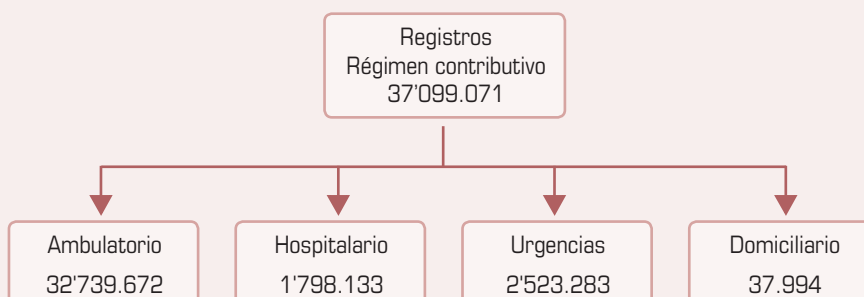 Registros
Régimen contributivo
37'099.071
Ambulatorio
32'739.672
Hospitalario
1'798.133
Urgencias
2'523.283
Domiciliario
37.994